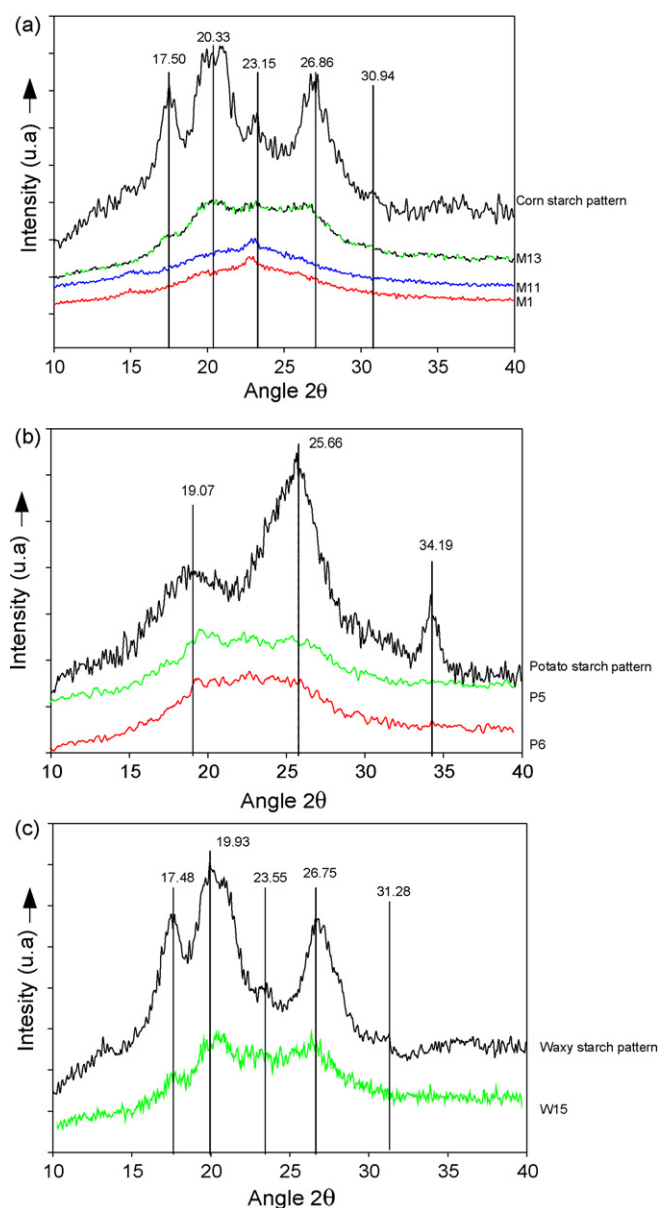 (a)
17.50
20.33
23.15
26.86
30.94
Intensity (u.a)
Corn starch pattern
M13
M11
M1
10 15 20 25 30 35 40
Angle 2θ
(b)
19.07
25.66
34.19
Intensity (u.a)
Potato starch pattern
P5
P6
10 15 20 25 30 35 40
Angle 2θ
(c)
17.48
19.93
23.55
26.75
31.28
Intesity (u.a)
Waxy starch pattern
W15
10 15 20 25 30 35 40
Angle 2θ